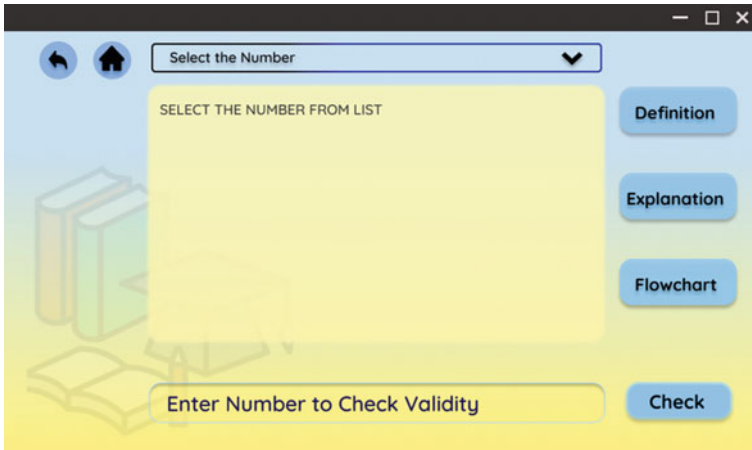 Select the Number
SELECT THE NUMBER FROM LIST
Definition
Explanation
Flowchart
Enter Number to Check Validity
Check